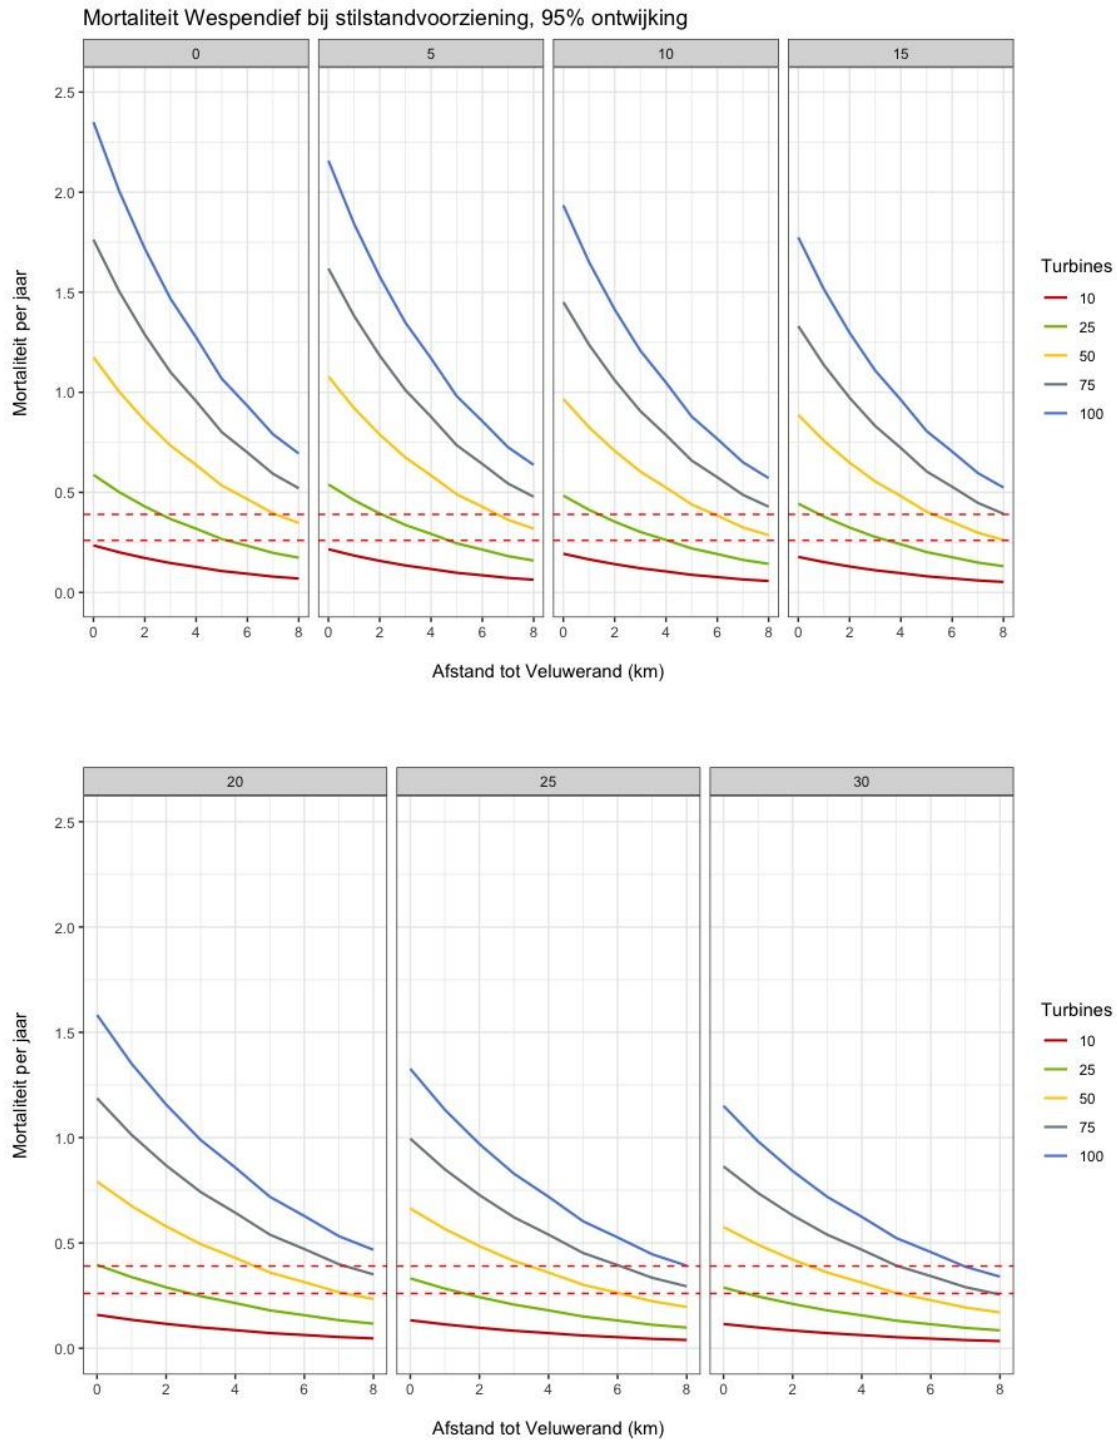 Mortaliteit Wespendief bij stilstandvoorziening, 95% ontwijking
0 5 10 15
2.5
2.0
1.5
1.0
0.5
0.0
Mortaliteit per jaar
0 2 4 6 8 0 2 4 6 8 0 2 4 6 8 0 2 4 6 8
Afstand tot Veluwerand (km)
Turbines
10
25
50
75
100
20 25 30
2.5
2.0
1.5
1.0
0.5
0.0
Mortaliteit per jaar
0 2 4 6 8 0 2 4 6 8 0 2 4 6 8
Afstand tot Veluwerand (km)
Turbines
10
25
50
75
100